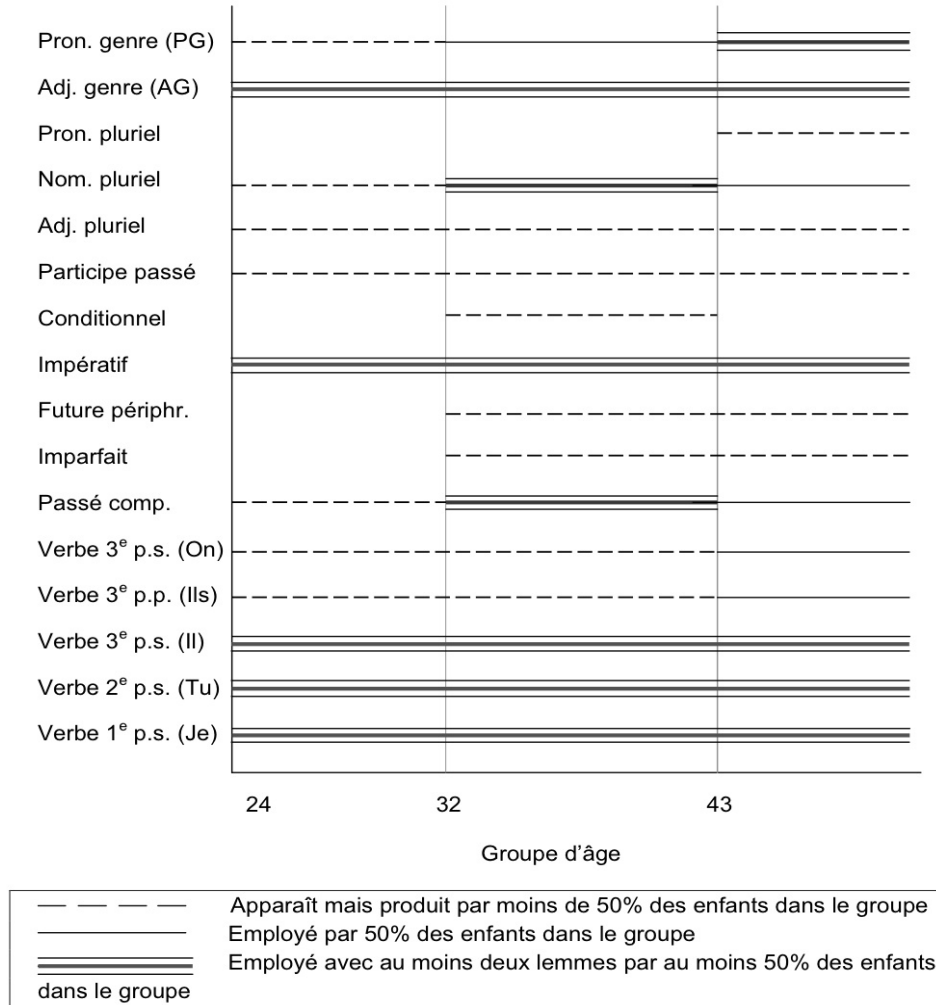 Pron. genre (PG)
Adj. genre (AG)
Pron. pluriel
Nom. pluriel
Adj. pluriel
Participe passé
Conditionnel
Impératif
Future périphr.
Imparfait
Passé comp.
Verbe 3e p.s. (On)
Verbe 3e p.p. (Ils)
Verbe 3e p.s. (Il)
Verbe 2e p.s. (Tu)
Verbe 1e p.s. (Je)
24 32 43
Groupe d'âge
Apparaît mais produit par moins de 50% des enfants dans le groupe
Employé par 50% des enfants dans le groupe
Employé avec au moins deux lemmes par au moins 50% des enfants
dans le groupe